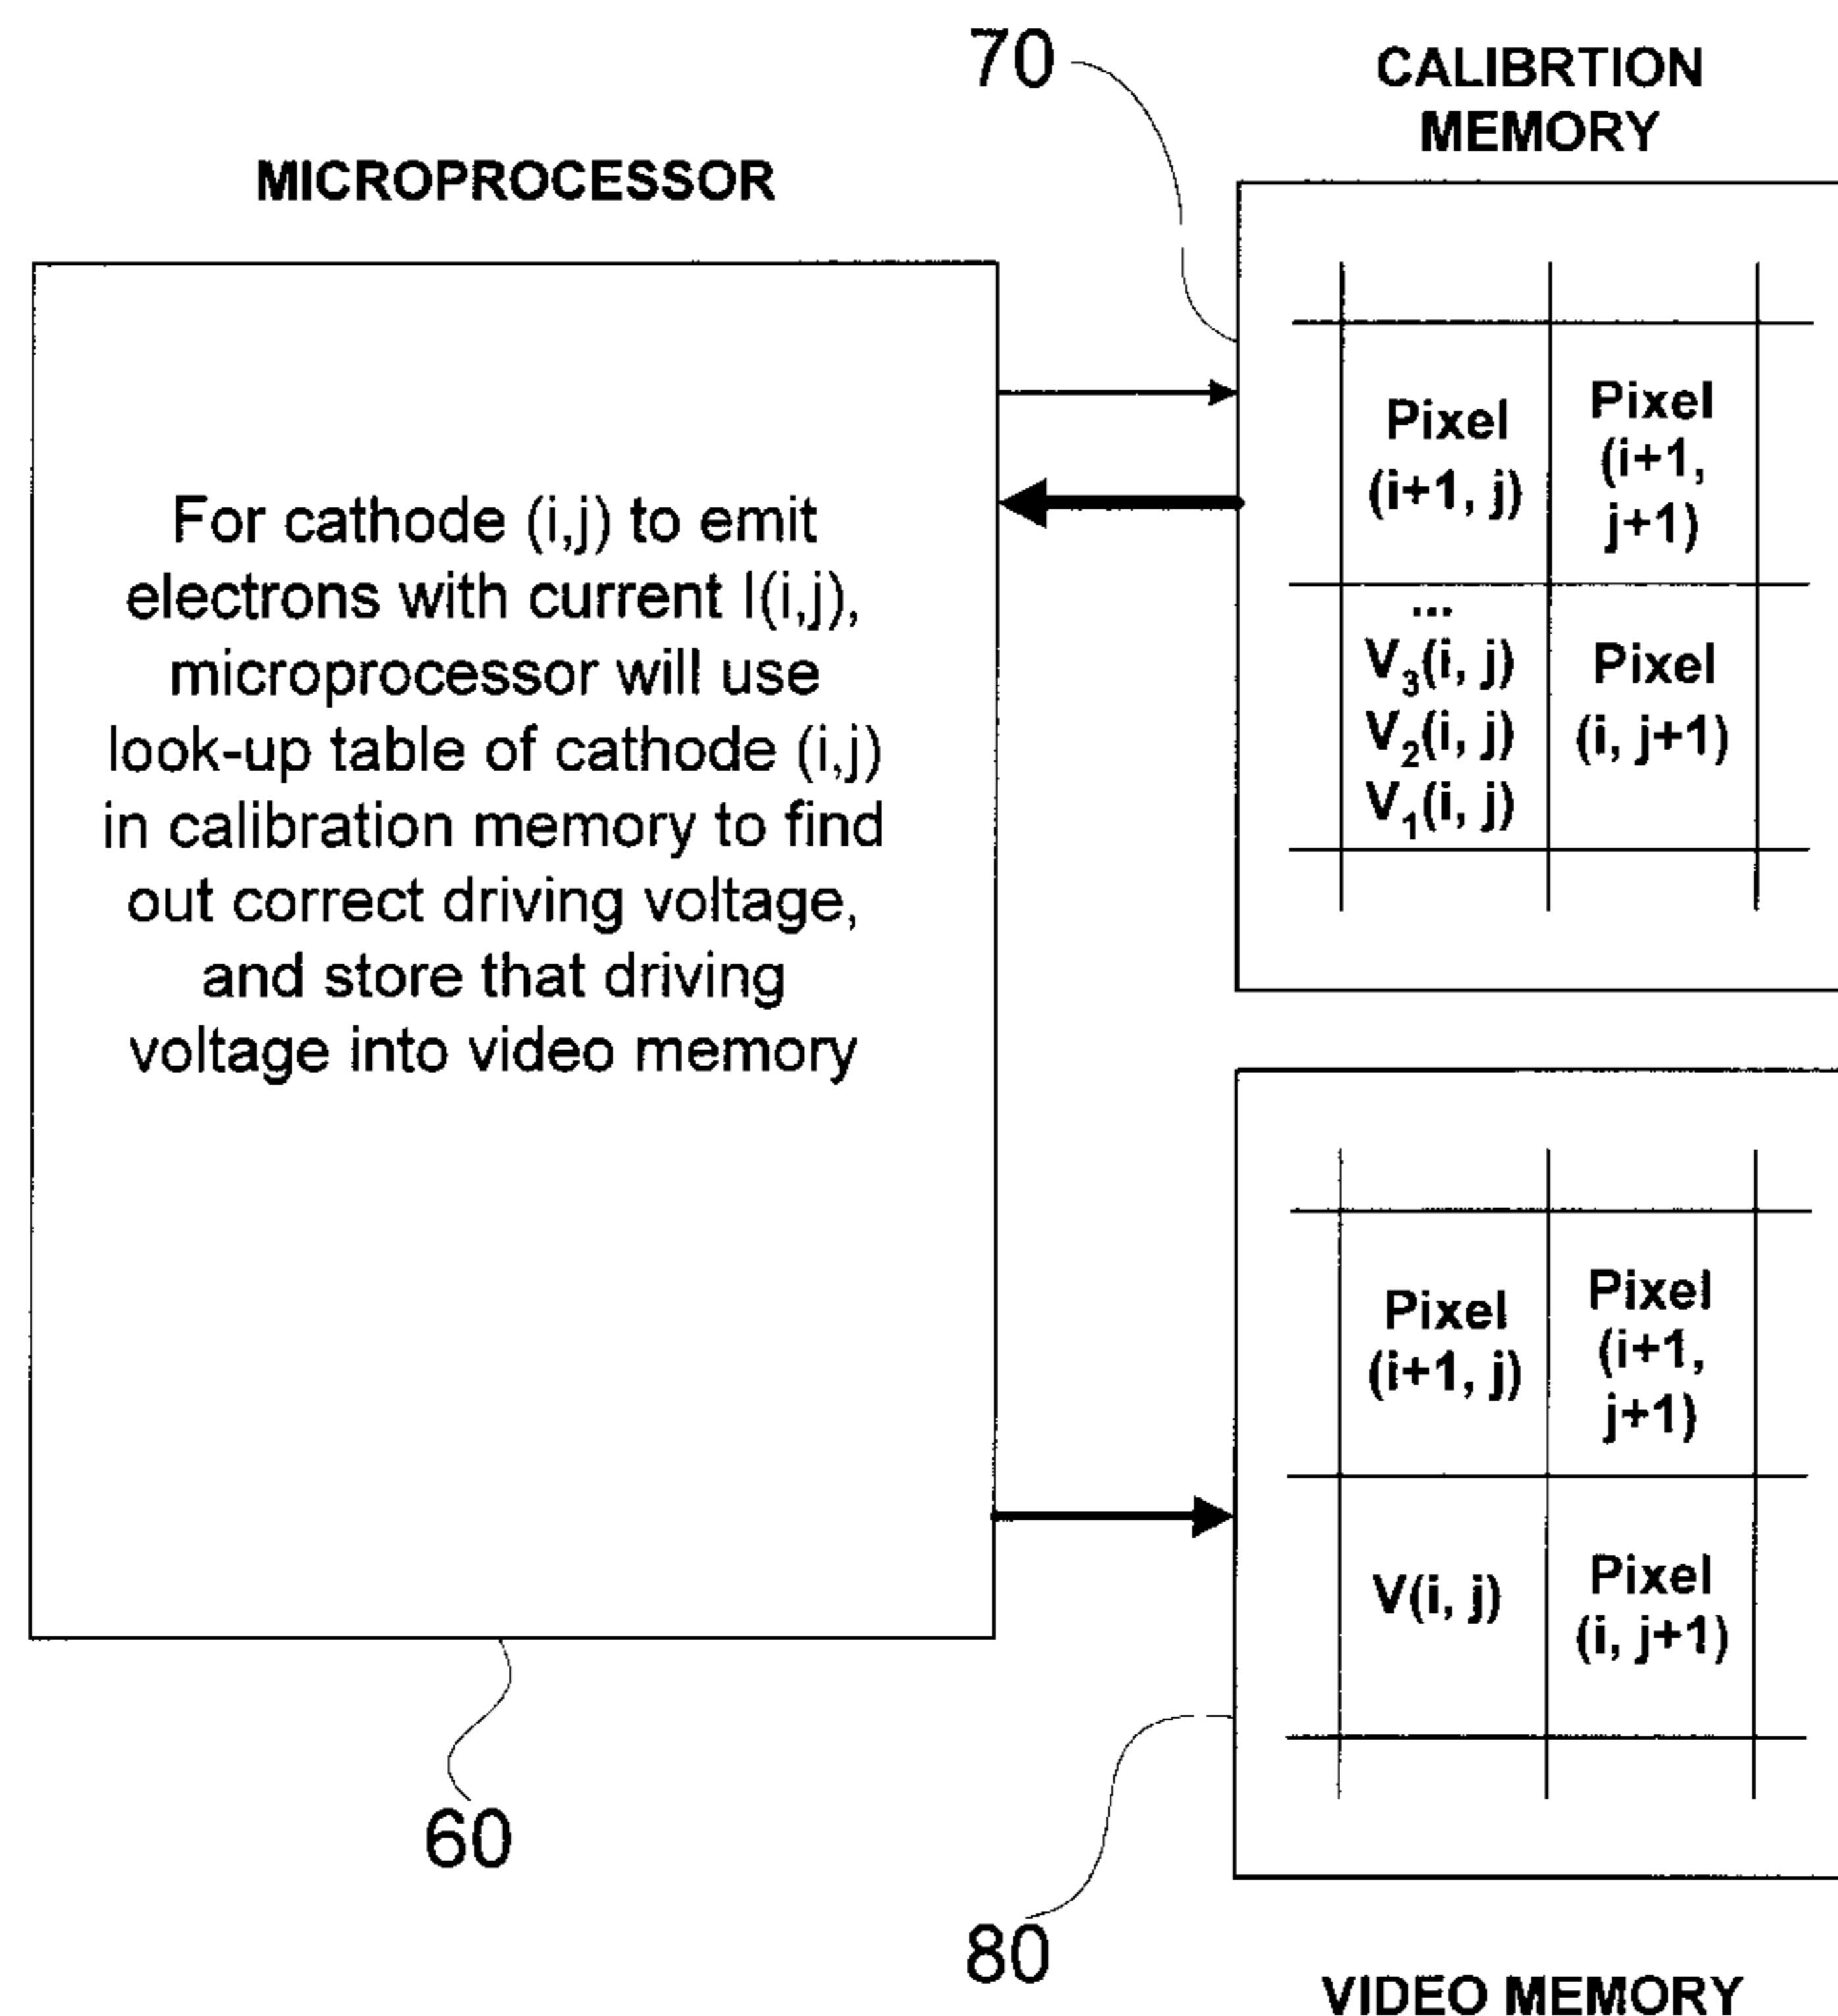 70
CALIBRTION
MEMORY
MICROPROCESSOR
For cathode (i,j) to emit
electrons with current I(i,j),
microprocessor will use
look-up table of cathode (i,j)
in calibration memory to find
out correct driving voltage,
and store that driving
voltage into video memory
Pixel
(i+1, j)
Pixel
(i+1,
j+1)
...
V₃(i, j)
V₂(i, j)
V₁(i, j)
Pixel
(i, j+1)
Pixel
(i+1, j)
Pixel
(i+1,
j+1)
V(i, j)
Pixel
(i, j+1)
60
80
VIDEO MEMORY